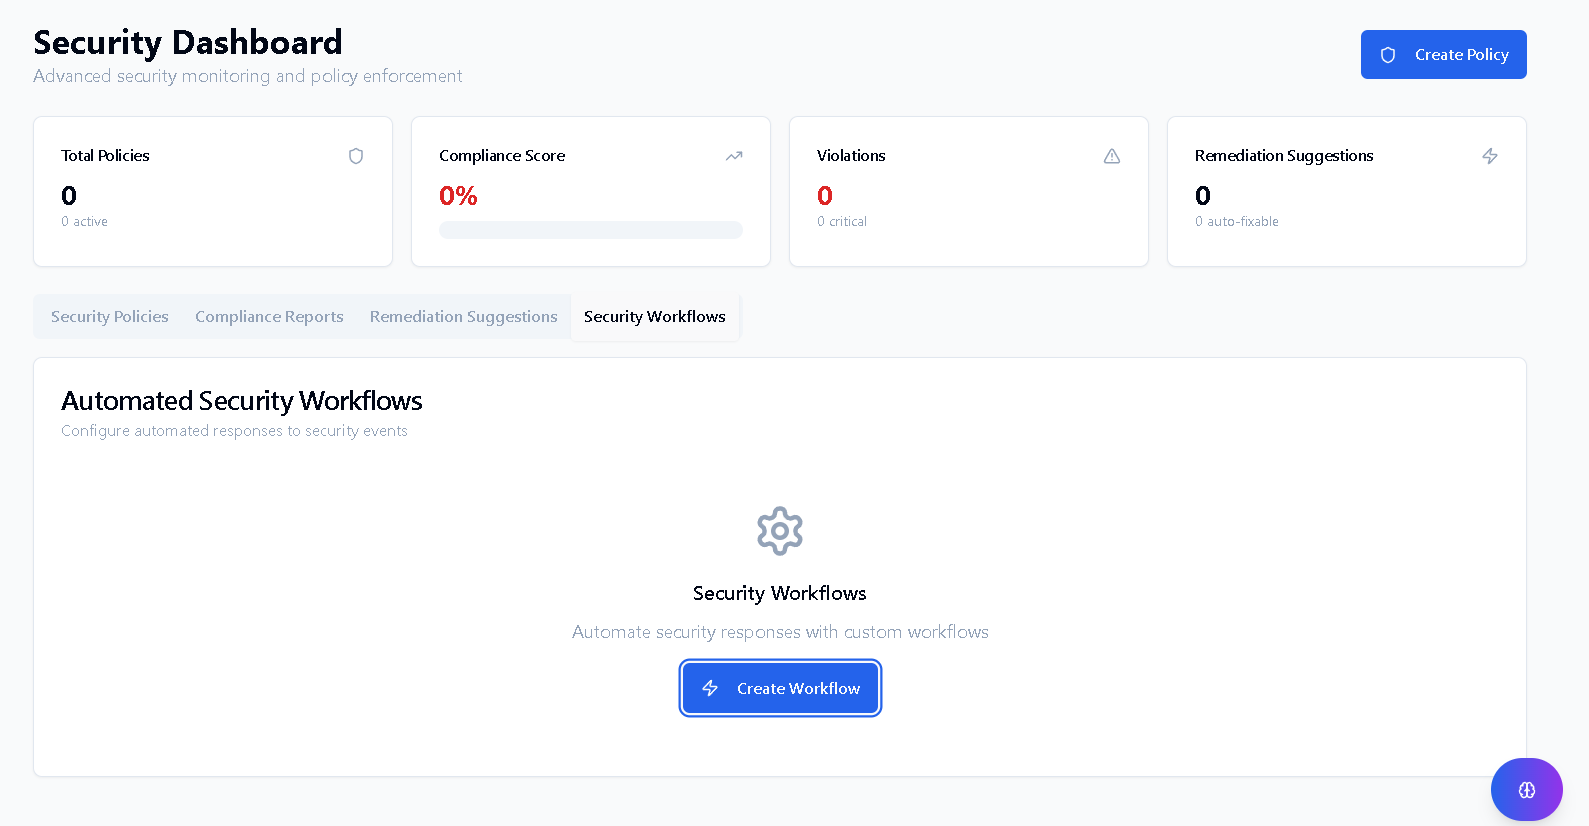 Security Dashboard
Advanced security monitoring and policy enforcement
Create Policy
Total Policies
0
0 active
Compliance Score
0%
Violations
0
0 critical
Remediation Suggestions
0
0 auto-fixable
Security Policies
Compliance Reports
Remediation Suggestions
Security Workflows
Automated Security Workflows
Configure automated responses to security events
Security Workflows
Automate security responses with custom workflows
Create Workflow